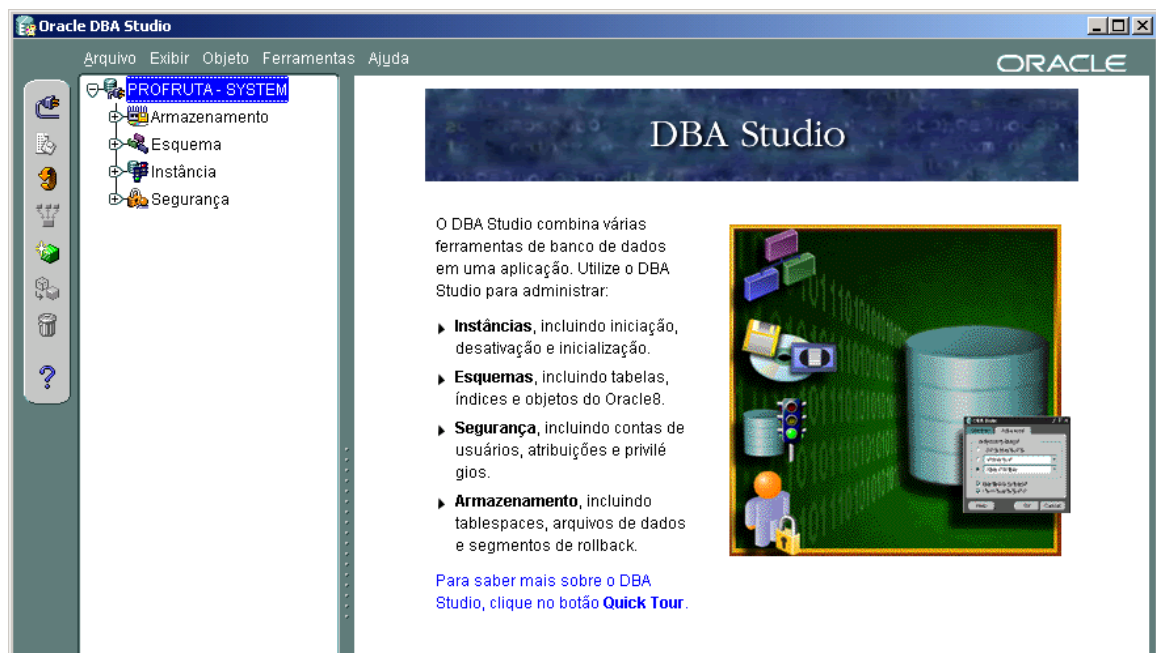 Oracle DBA Studio
Arquivo Exibir Objeto Ferramentas Ajuda
ORACLE
PROFRUTA - SYSTEM
Armazenamento
Esquema
Instância
Segurança
DBA Studio
O DBA Studio combina várias
ferramentas de banco de dados
em uma aplicação. Utilize o DBA
Studio para administrar:
Instâncias, incluindo iniciação,
desativação e inicialização.
Esquemas, incluindo tabelas,
índices e objetos do Oracle8.
Segurança, incluindo contas de
usuários, atribuições e privilé
gios.
Armazenamento, incluindo
tablespaces, arquivos de dados
e segmentos de rollback.
Para saber mais sobre o DBA
Studio, clique no botão Quick Tour.